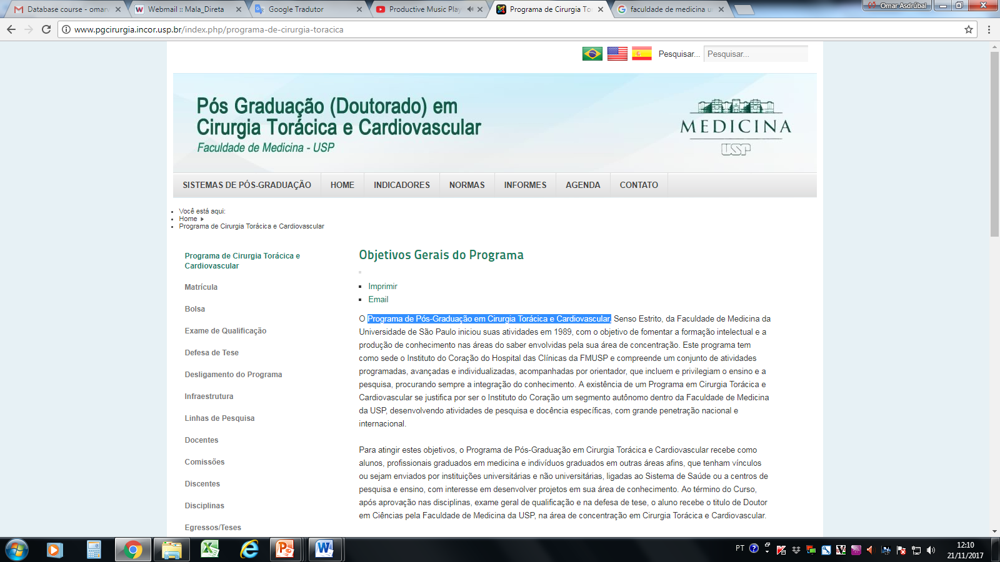 Database course - omarv
Webmail :: Mala_Direta
Google Tradutor
Productive Music Play
Programa de Cirurgia To
faculdade de medicina u
Omar Asdrúbal
www.pgcirurgia.incor.usp.br/index.php/programa-de-cirurgia-toracica
Pesquisar... Pesquisar...
Pós Graduação (Doutorado) em
Cirurgia Torácica e Cardiovascular
Faculdade de Medicina - USP
MEDICINA
USP
SISTEMAS DE PÓS-GRADUAÇÃO HOME INDICADORES NORMAS INFORMES AGENDA CONTATO
Você está aqui:
Home
Programa de Cirurgia Torácica e Cardiovascular
Programa de Cirurgia Torácica e
Cardiovascular
Matrícula
Bolsa
Exame de Qualificação
Defesa de Tese
Desligamento do Programa
Infraestrutura
Linhas de Pesquisa
Docentes
Comissões
Discentes
Disciplinas
Egressos/Teses
Objetivos Gerais do Programa
Imprimir
Email
O Programa de Pós-Graduação em Cirurgia Torácica e Cardiovascular, Senso Estrito, da Faculdade de Medicina da
Universidade de São Paulo iniciou suas atividades em 1989, com o objetivo de fomentar a formação intelectual e a
produção de conhecimento nas áreas do saber envolvidas pela sua área de concentração. Este programa tem
como sede o Instituto do Coração do Hospital das Clínicas da FMUSP e compreende um conjunto de atividades
programadas, avançadas e individualizadas, acompanhadas por orientador, que incluem e privilegiam o ensino e a
pesquisa, procurando sempre a integração do conhecimento. A existência de um Programa em Cirurgia Torácica e
Cardiovascular se justifica por ser o Instituto do Coração um segmento autônomo dentro da Faculdade de Medicina
da USP, desenvolvendo atividades de pesquisa e docência específicas, com grande penetração nacional e
internacional.
Para atingir estes objetivos, o Programa de Pós-Graduação em Cirurgia Torácica e Cardiovascular recebe como
alunos, profissionais graduados em medicina e indivíduos graduados em outras áreas afins, que tenham vínculos
ou sejam enviados por instituições universitárias e não universitárias, ligadas ao Sistema de Saúde ou a centros de
pesquisa e ensino, com interesse em desenvolver projetos em sua área de conhecimento. Ao término do Curso,
após aprovação nas disciplinas, exame geral de qualificação e na defesa de tese, o aluno recebe o titulo de Doutor
em Ciências pela Faculdade de Medicina da USP, na área de concentração em Cirurgia Torácica e Cardiovascular.
PT
12:10
21/11/2017